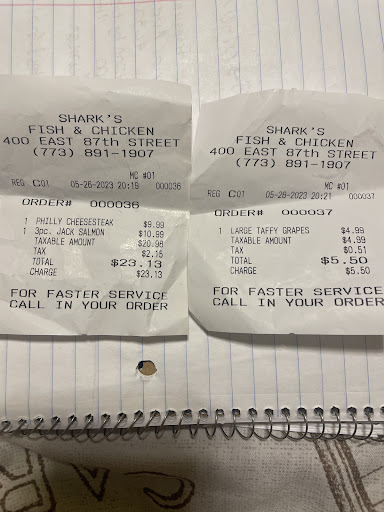 SHARK'S
FISH & CHICKEN
400 EAST 87th STREET
(773) 891-1907
MC #01
REG C01 05-26-2023 20:19 000036
ORDER# 000036
1 PHILLY CHEESESTEAK $9.99
1 3pc. JACK SALMON $10.99
TAXABLE AMOUNT $20.98
TAX $2.15
TOTAL $23.13
CHARGE $23.13
FOR FASTER SERVICE
CALL IN YOUR ORDER
SHARK'S
FISH & CHICKEN
400 EAST 87th STREET
(773) 891-1907
MC #01
REG C01 05-26-2023 20:21 000037
ORDER# 000037
1 LARGE TAFFY GRAPES $4.99
TAXABLE AMOUNT $4.99
TAX $0.51
TOTAL $5.50
CHARGE $5.50
FOR FASTER SERVICE
CALL IN YOUR ORDER